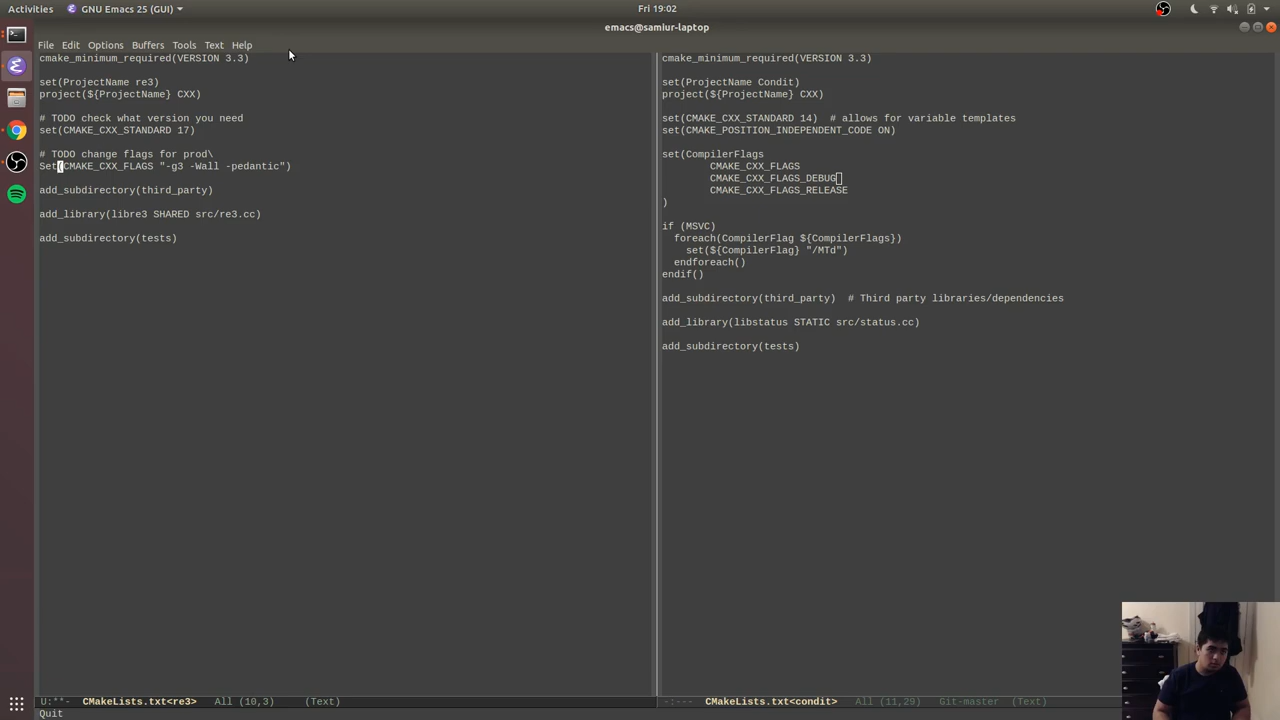 Activities GNU Emacs 25 (GUI) Fri 19:02
emacs@samiur-laptop
File Edit Options Buffers Tools Text Help
cmake_minimum_required(VERSION 3.3)
set(ProjectName re3)
project(${ProjectName} CXX)
# TODO check what version you need
set(CMAKE_CXX_STANDARD 17)
# TODO change flags for prod\
Set(CMAKE_CXX_FLAGS "-g3 -Wall -pedantic")
add_subdirectory(third_party)
add_library(libre3 SHARED src/re3.cc)
add_subdirectory(tests)
U:**- CMakeLists.txt<re3> All (10,3) (Text)
cmake_minimum_required(VERSION 3.3)
set(ProjectName Condit)
project(${ProjectName} CXX)
set(CMAKE_CXX_STANDARD 14) # allows for variable templates
set(CMAKE_POSITION_INDEPENDENT_CODE ON)
set(CompilerFlags
CMAKE_CXX_FLAGS
CMAKE_CXX_FLAGS_DEBUG
CMAKE_CXX_FLAGS_RELEASE
)
if (MSVC)
foreach(CompilerFlag ${CompilerFlags})
set(${CompilerFlag} "/MTd")
endforeach()
endif()
add_subdirectory(third_party) # Third party libraries/dependencies
add_library(libstatus STATIC src/status.cc)
add_subdirectory(tests)
-:--- CMakeLists.txt<condit> All (11,29) Git-master (Text)
Quit